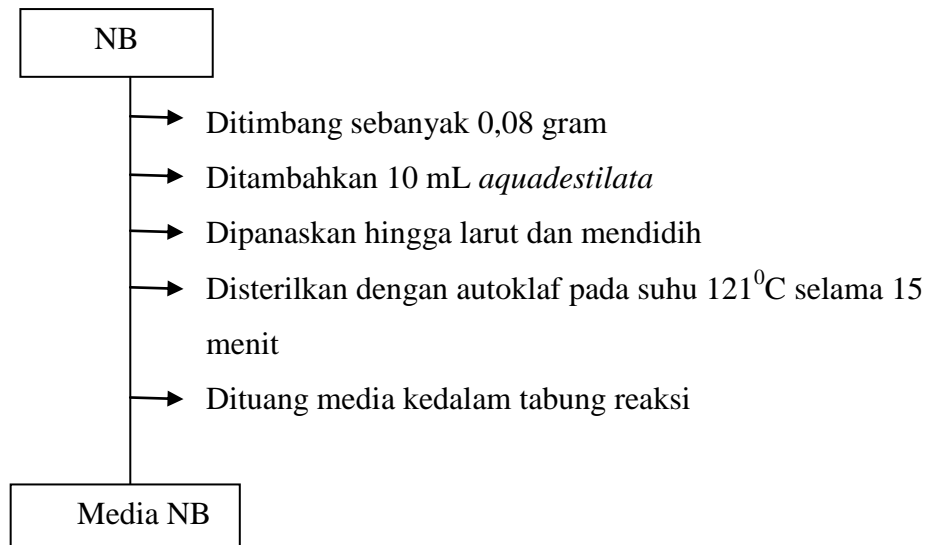 NB
Ditimbang sebanyak 0,08 gram
Ditambahkan 10 mL aquadestilata
Dipanaskan hingga larut dan mendidih
Disterilkan dengan autoklaf pada suhu 121⁰C selama 15
menit
Dituang media kedalam tabung reaksi
Media NB